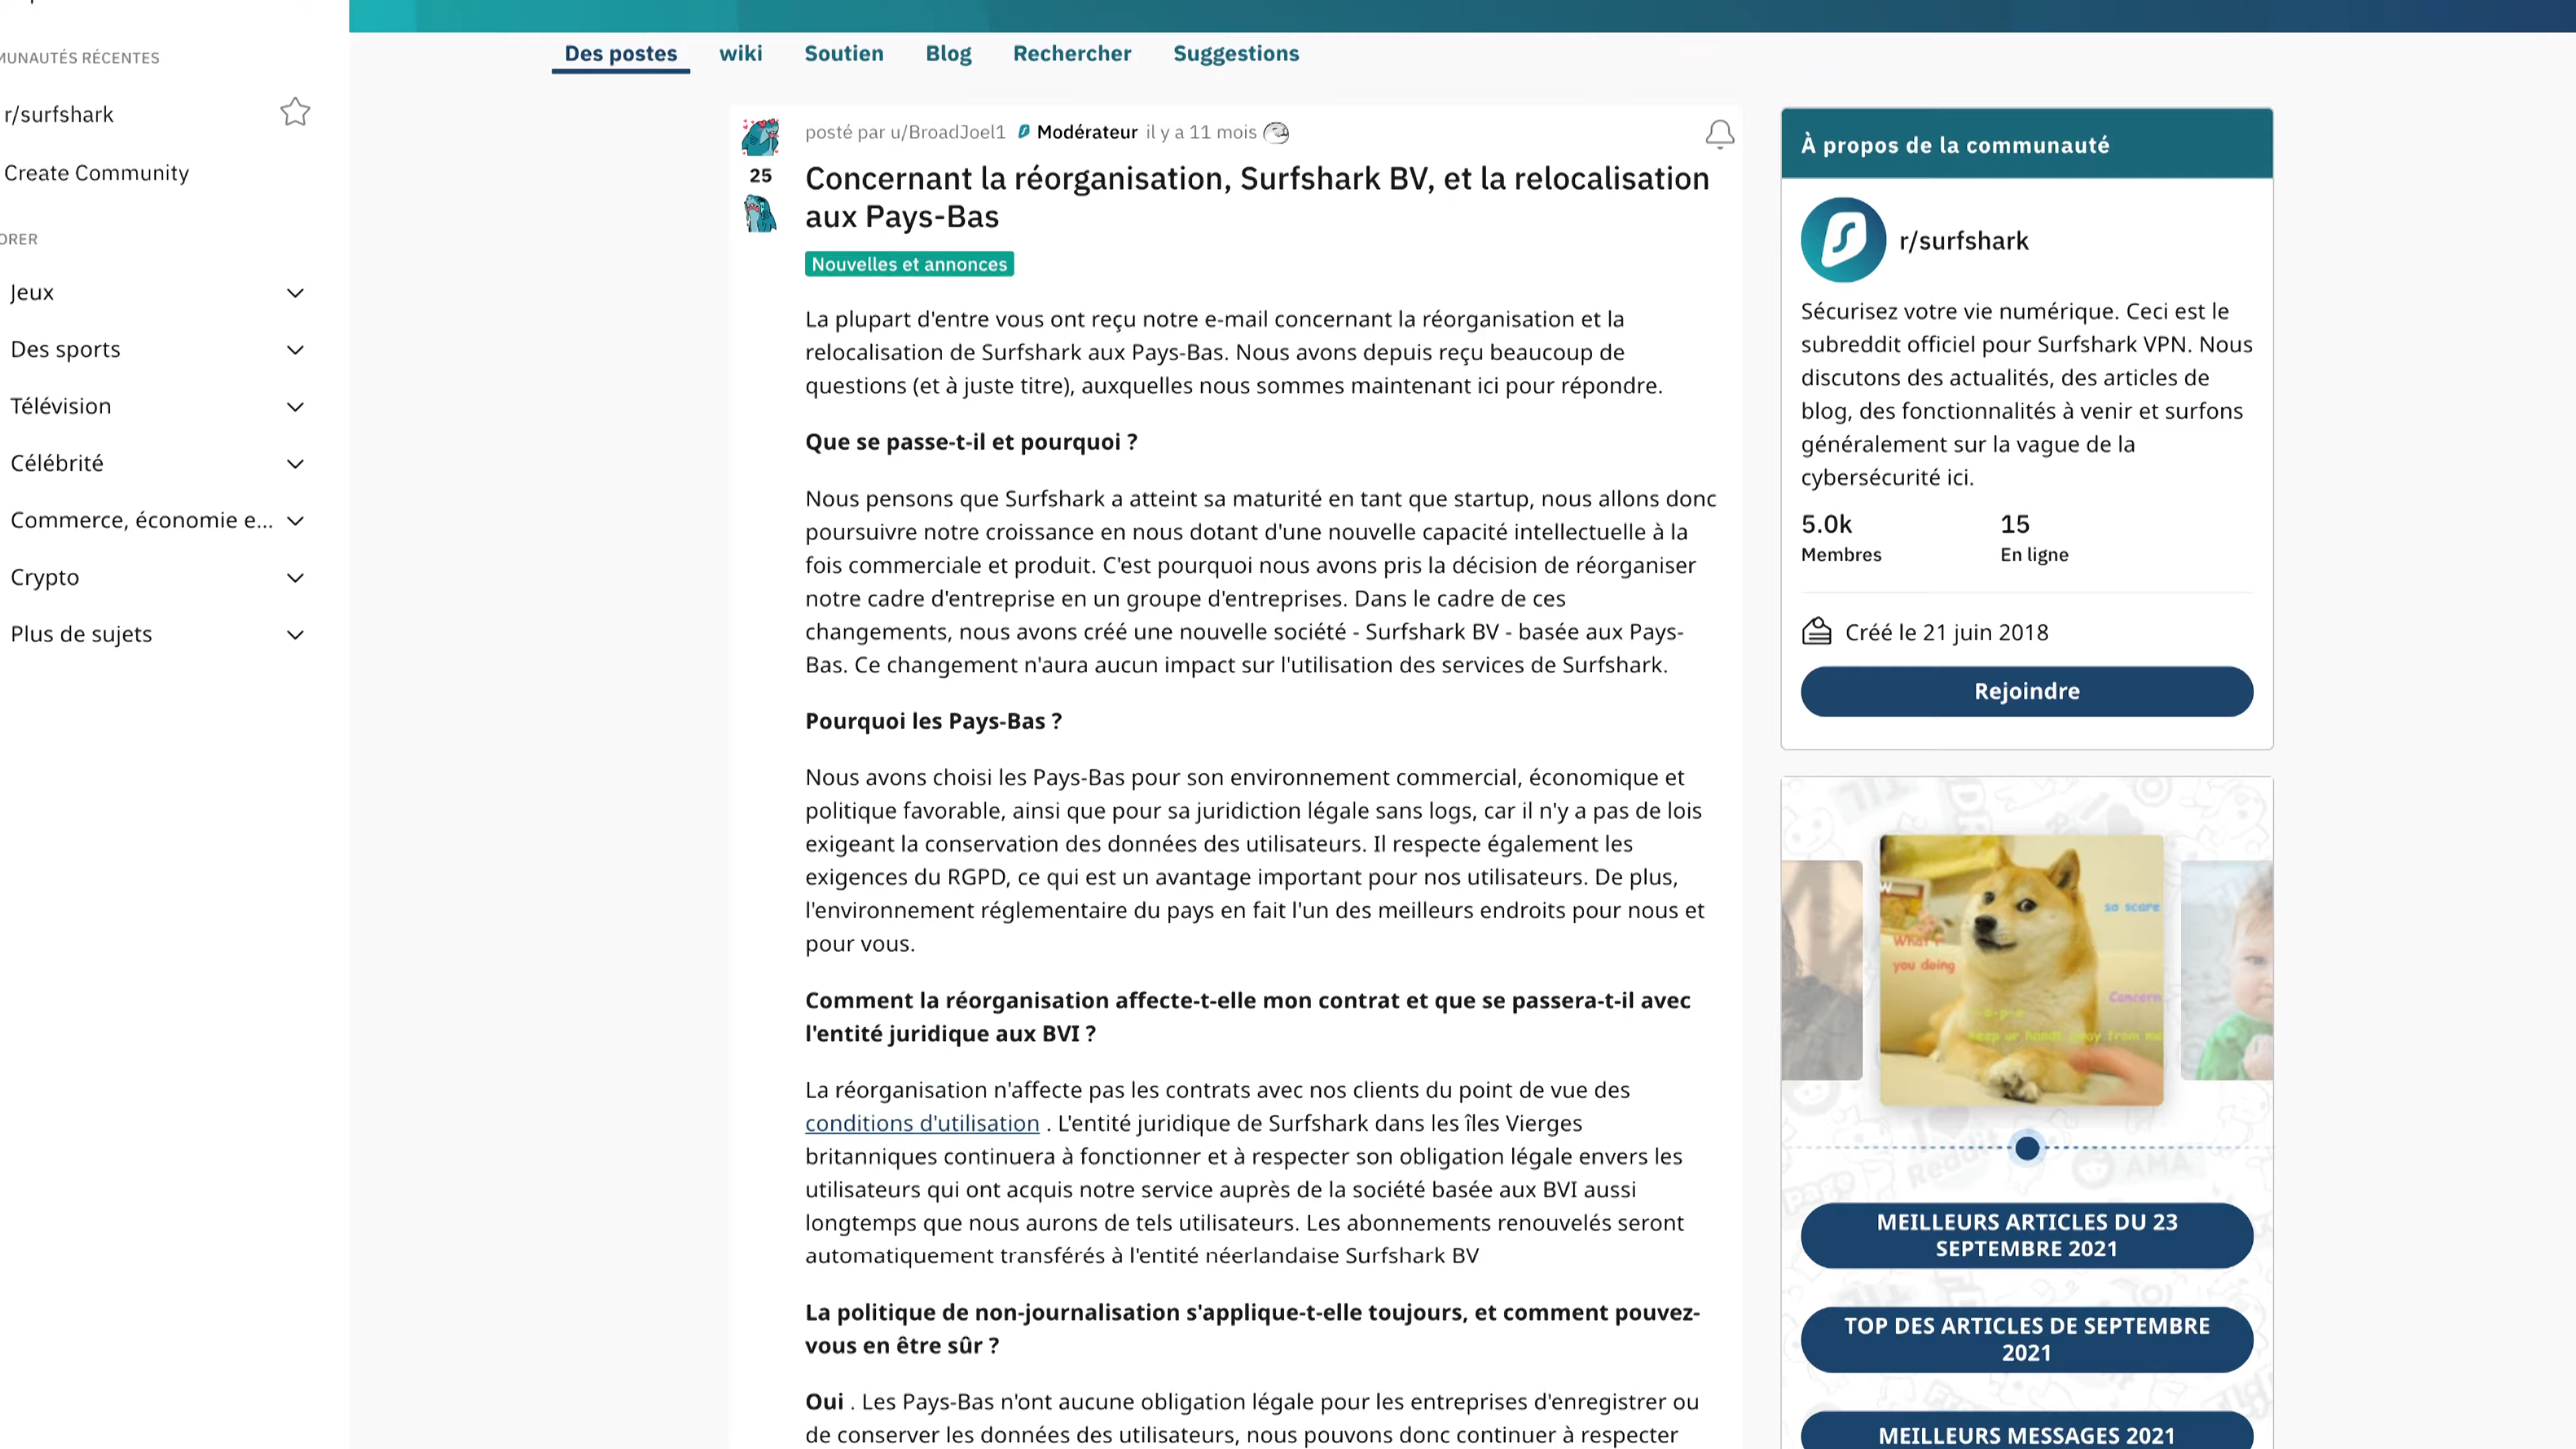 MUNAUTÉS RÉCENTES
r/surfshark
Create Community
ORER
Jeux
Des sports
Télévision
Célébrité
Commerce, économie e...
Crypto
Plus de sujets
Des postes wiki Soutien Blog Rechercher Suggestions
posté par u/BroadJoel1 Modérateur il y a 11 mois
25
Concernant la réorganisation, Surfshark BV, et la relocalisation
aux Pays-Bas
Nouvelles et annonces
La plupart d'entre vous ont reçu notre e-mail concernant la réorganisation et la
relocalisation de Surfshark aux Pays-Bas. Nous avons depuis reçu beaucoup de
questions (et à juste titre), auxquelles nous sommes maintenant ici pour répondre.
Que se passe-t-il et pourquoi ?
Nous pensons que Surfshark a atteint sa maturité en tant que startup, nous allons donc
poursuivre notre croissance en nous dotant d'une nouvelle capacité intellectuelle à la
fois commerciale et produit. C'est pourquoi nous avons pris la décision de réorganiser
notre cadre d'entreprise en un groupe d'entreprises. Dans le cadre de ces
changements, nous avons créé une nouvelle société - Surfshark BV - basée aux Pays-
Bas. Ce changement n'aura aucun impact sur l'utilisation des services de Surfshark.
Pourquoi les Pays-Bas ?
Nous avons choisi les Pays-Bas pour son environnement commercial, économique et
politique favorable, ainsi que pour sa juridiction légale sans logs, car il n'y a pas de lois
exigeant la conservation des données des utilisateurs. Il respecte également les
exigences du RGPD, ce qui est un avantage important pour nos utilisateurs. De plus,
l'environnement réglementaire du pays en fait l'un des meilleurs endroits pour nous et
pour vous.
Comment la réorganisation affecte-t-elle mon contrat et que se passera-t-il avec
l'entité juridique aux BVI ?
La réorganisation n'affecte pas les contrats avec nos clients du point de vue des
conditions d'utilisation . L'entité juridique de Surfshark dans les îles Vierges
britanniques continuera à fonctionner et à respecter son obligation légale envers les
utilisateurs qui ont acquis notre service auprès de la société basée aux BVI aussi
longtemps que nous aurons de tels utilisateurs. Les abonnements renouvelés seront
automatiquement transférés à l'entité néerlandaise Surfshark BV
La politique de non-journalisation s'applique-t-elle toujours, et comment pouvez-
vous en être sûr ?
Oui . Les Pays-Bas n'ont aucune obligation légale pour les entreprises d'enregistrer ou
de conserver les données des utilisateurs, nous pouvons donc continuer à respecter
À propos de la communauté
r/surfshark
Sécurisez votre vie numérique. Ceci est le
subreddit officiel pour Surfshark VPN. Nous
discutons des actualités, des articles de
blog, des fonctionnalités à venir et surfons
généralement sur la vague de la
cybersécurité ici.
5.0k 15
Membres En ligne
Créé le 21 juin 2018
Rejoindre
so scare
you doing
Concern
Reddit
AMA
MEILLEURS ARTICLES DU 23
SEPTEMBRE 2021
TOP DES ARTICLES DE SEPTEMBRE
2021
MEILLEURS MESSAGES 2021